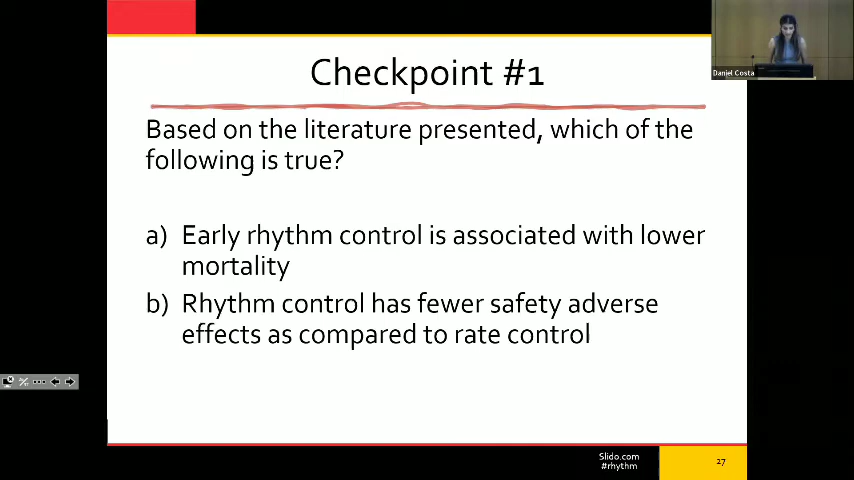 Checkpoint #1
Daniel Costa
Based on the literature presented, which of the
following is true?
a) Early rhythm control is associated with lower
mortality
b) Rhythm control has fewer safety adverse
effects as compared to rate control
Slido.com
#rhythm
27